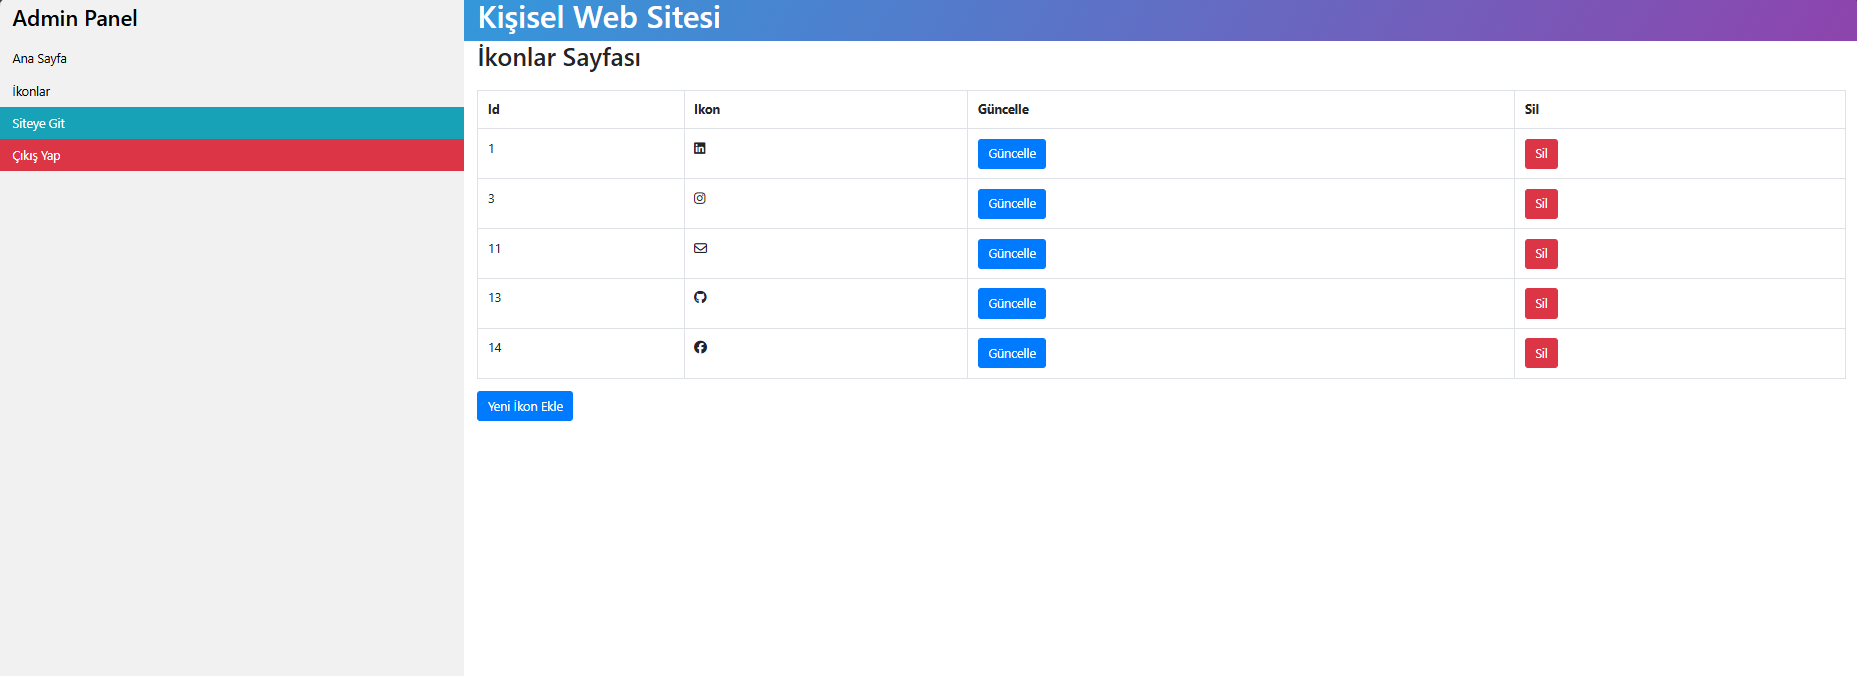 Admin Panel
Ana Sayfa
İkonlar
Siteye Git
Çıkış Yap
Kişisel Web Sitesi
İkonlar Sayfası
Id Ikon Güncelle Sil
1 Güncelle Sil
3 Güncelle Sil
11 Güncelle Sil
13 Güncelle Sil
14 Güncelle Sil
Yeni İkon Ekle